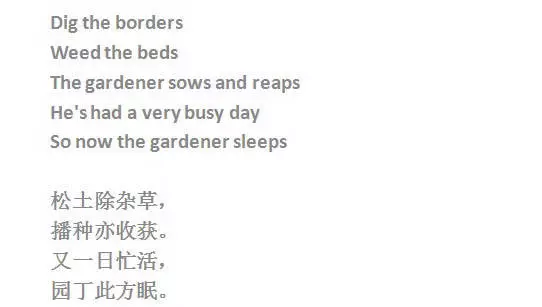 Dig the borders
Weed the beds
The gardener sows and reaps
He's had a very busy day
So now the gardener sleeps
松土除杂草，
播种亦收获。
又一日忙活，
园丁此方眠。